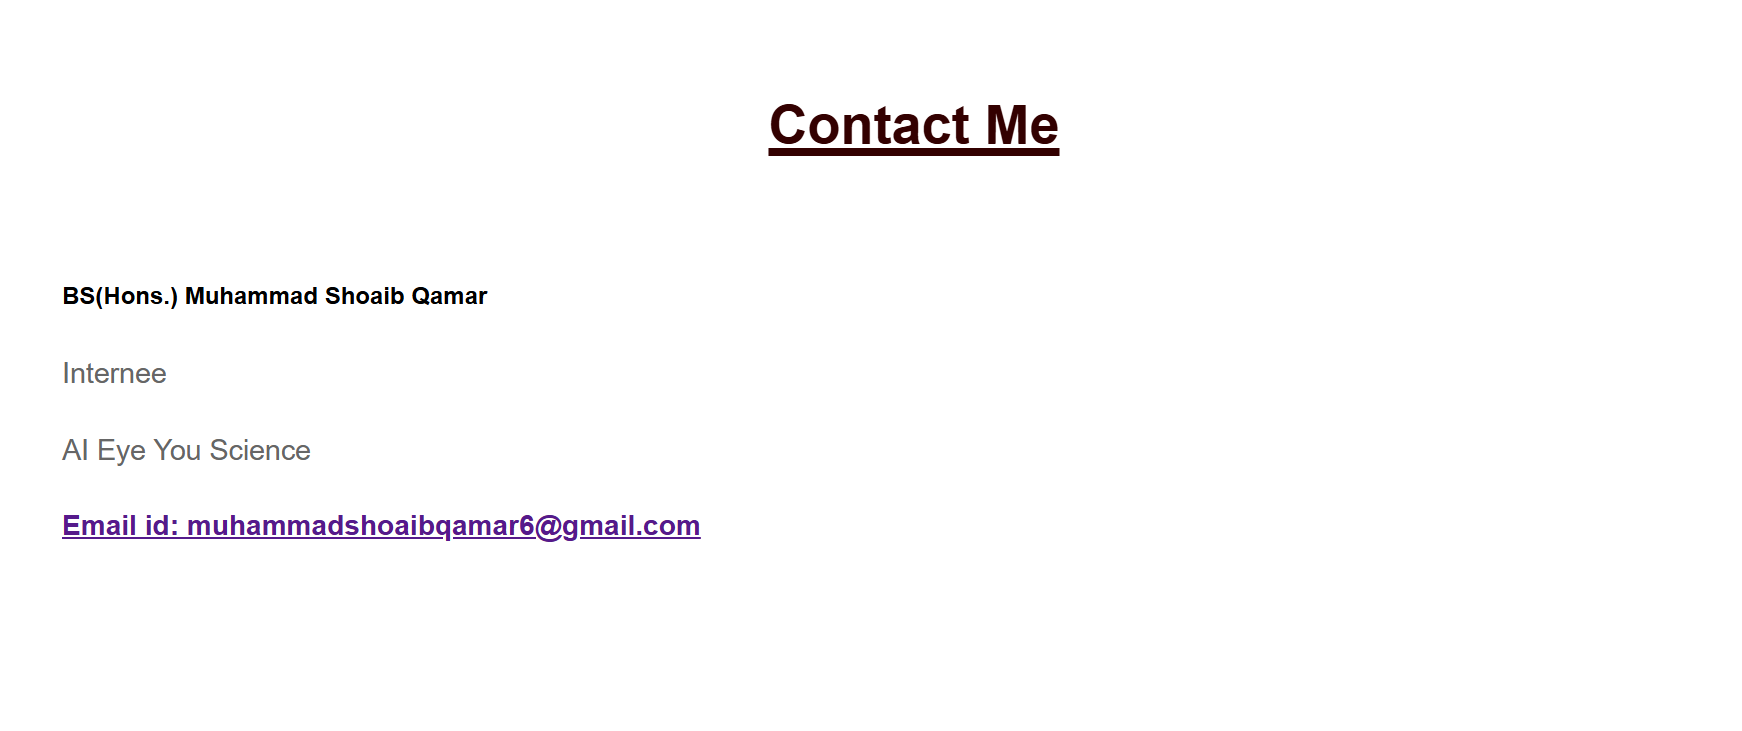 Contact Me
BS(Hons.) Muhammad Shoaib Qamar
Internee
AI Eye You Science
Email id: muhammadshoaibqamar6@gmail.com